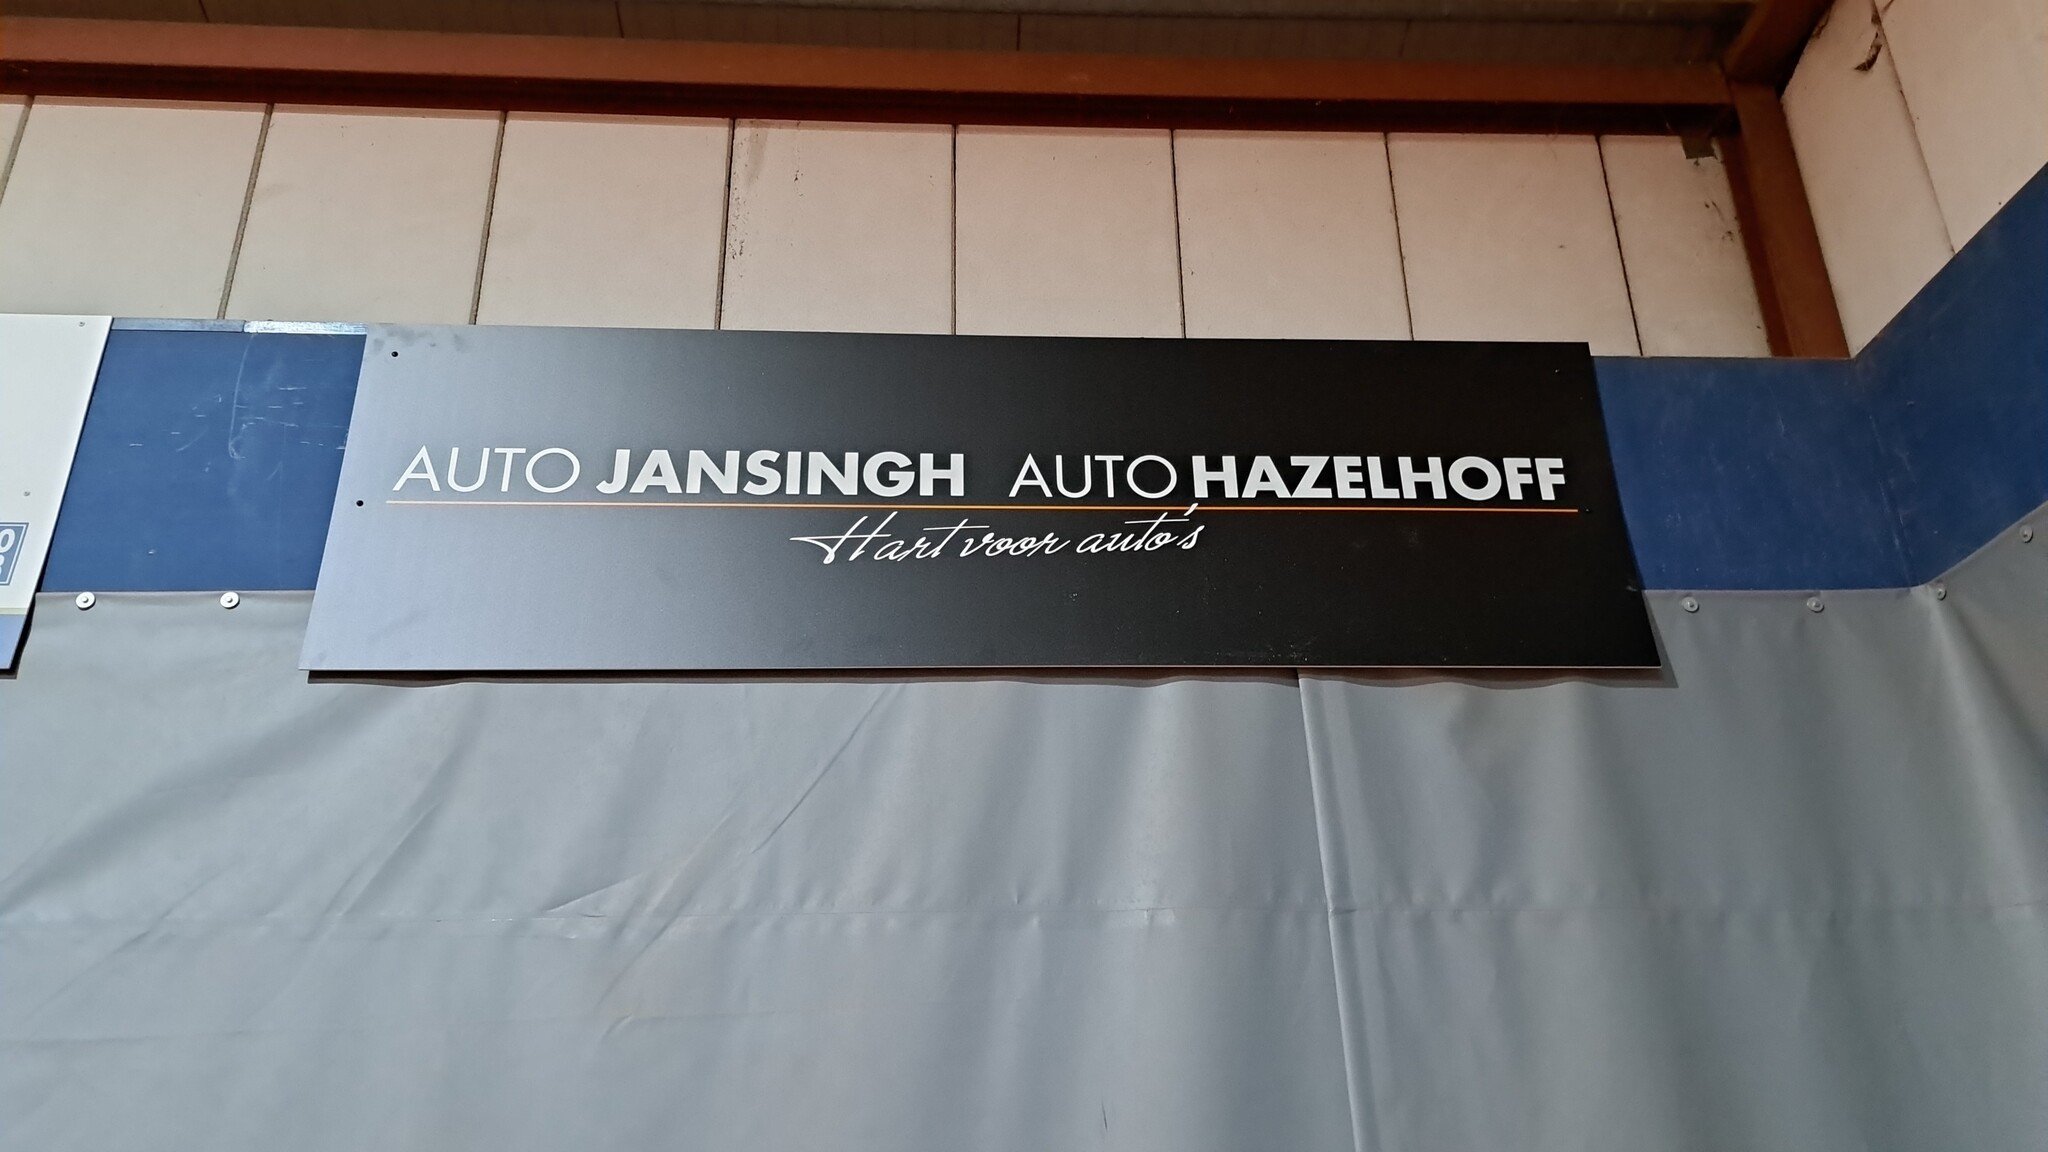 AUTO JANSINGH AUTO HAZELHOFF
Hart voor auto's